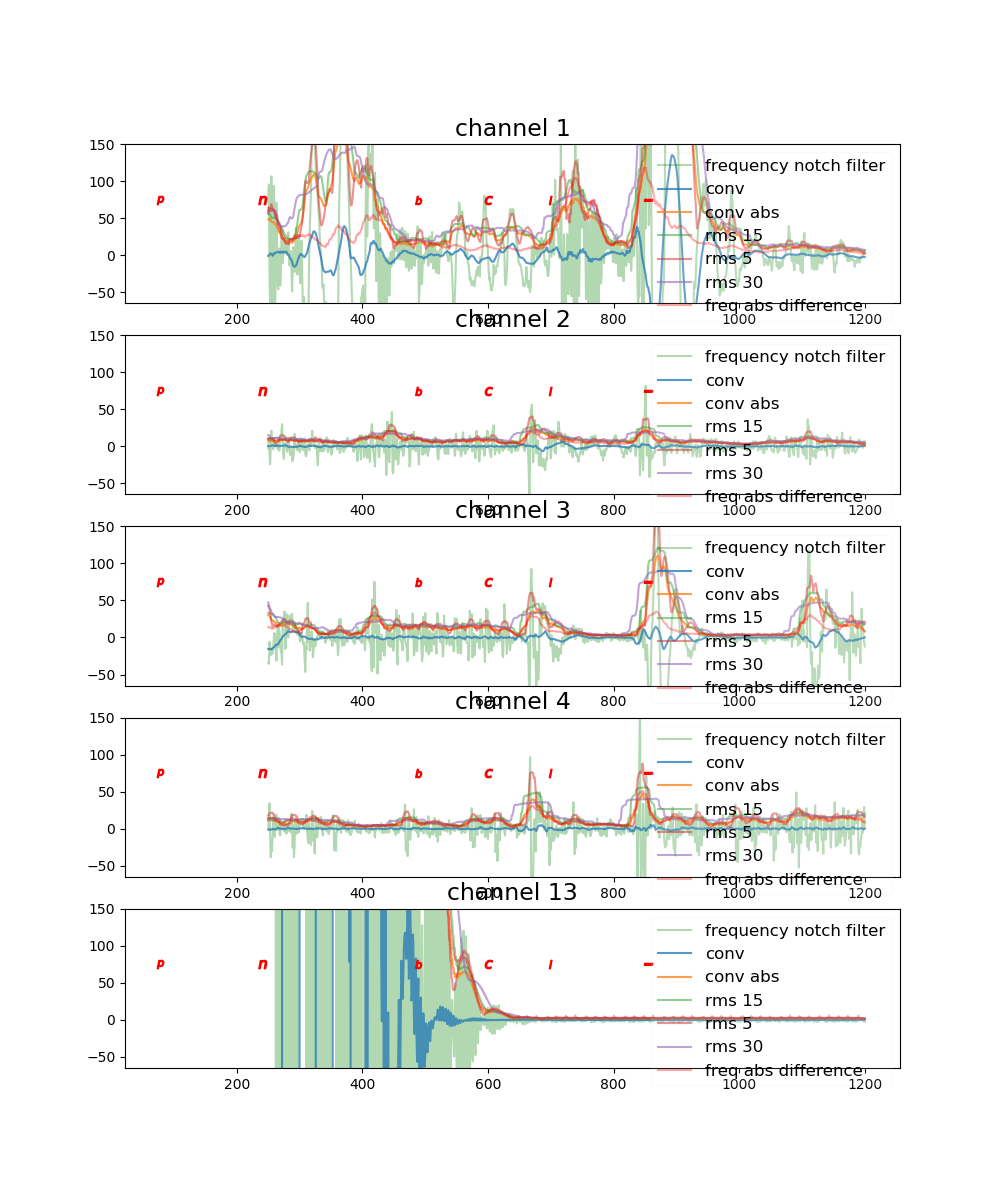 channel 1
150
100
50
0
−50
p n b C l –
frequency notch filter
conv
conv abs
rms 15
rms 5
rms 30
freq abs difference
200 400 600 800 1000 1200
channel 2
150
100
50
0
−50
p n b C l –
frequency notch filter
conv
conv abs
rms 15
rms 5
rms 30
freq abs difference
200 400 600 800 1000 1200
channel 3
150
100
50
0
−50
p n b C l –
frequency notch filter
conv
conv abs
rms 15
rms 5
rms 30
freq abs difference
200 400 600 800 1000 1200
channel 4
150
100
50
0
−50
p n b C l –
frequency notch filter
conv
conv abs
rms 15
rms 5
rms 30
freq abs difference
200 400 600 800 1000 1200
channel 13
150
100
50
0
−50
p n b C l –
frequency notch filter
conv
conv abs
rms 15
rms 5
rms 30
freq abs difference
200 400 600 800 1000 1200